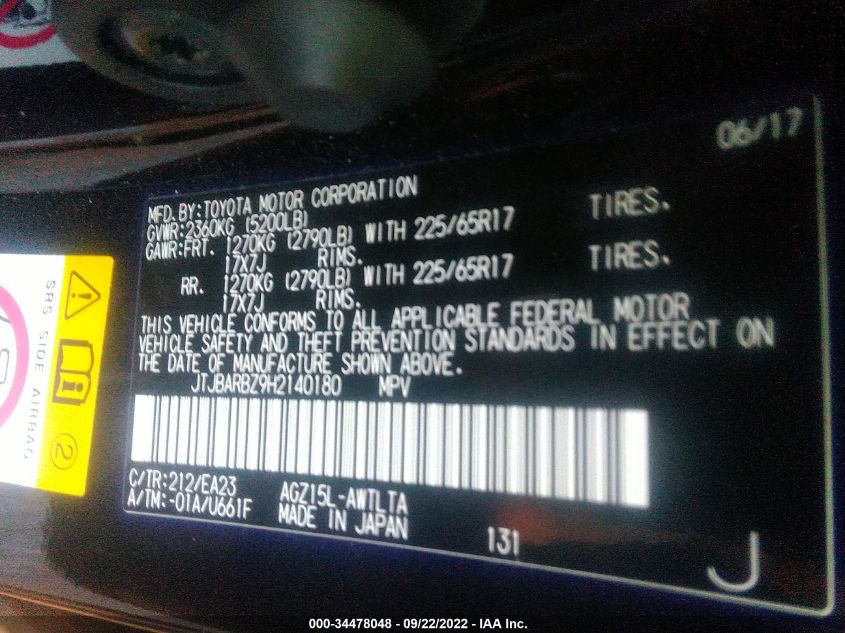 06/17
MFD. BY:TOYOTA MOTOR CORPORATION
GVWR:2360KG (5200LB)
GAWR:FRT. 1270KG (2790LB) WITH 225/65R17 TIRES.
17X7J RIMS.
RR. 1270KG (2790LB) WITH 225/65R17 TIRES.
17X7J RIMS.
THIS VEHICLE CONFORMS TO ALL APPLICABLE FEDERAL MOTOR
VEHICLE SAFETY AND THEFT PREVENTION STANDARDS IN EFFECT ON
THE DATE OF MANUFACTURE SHOWN ABOVE.
JTJBARBZ9H2140180 MPV
C/TR:212/EA23 AGZ15L-AWTLTA
A/TM:-01A/U661F MADE IN JAPAN
131
J
SRS SIDE AIRBAG
2
000-34478048 - 09/22/2022 - IAA Inc.